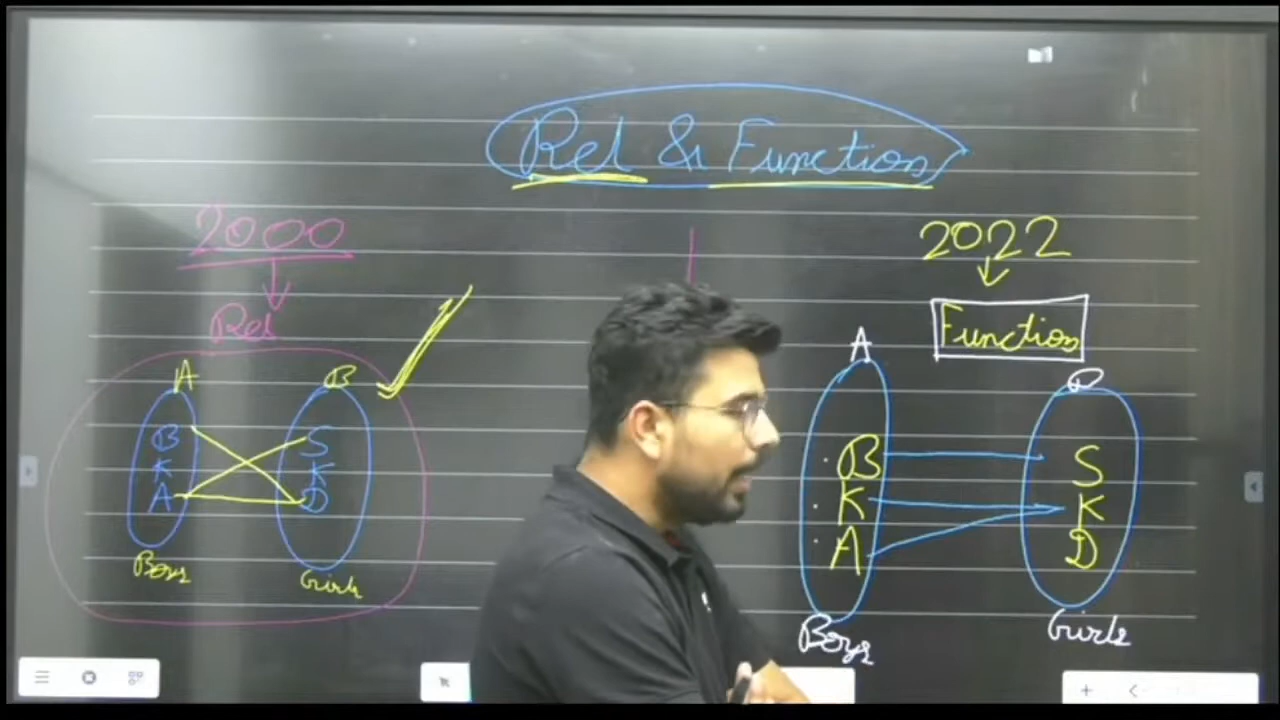 Rel & Function
2000
Rel
A B
B S
K K
A D
Boys Girls
2022
Function
A
B S
K K
A D
Boys Girls